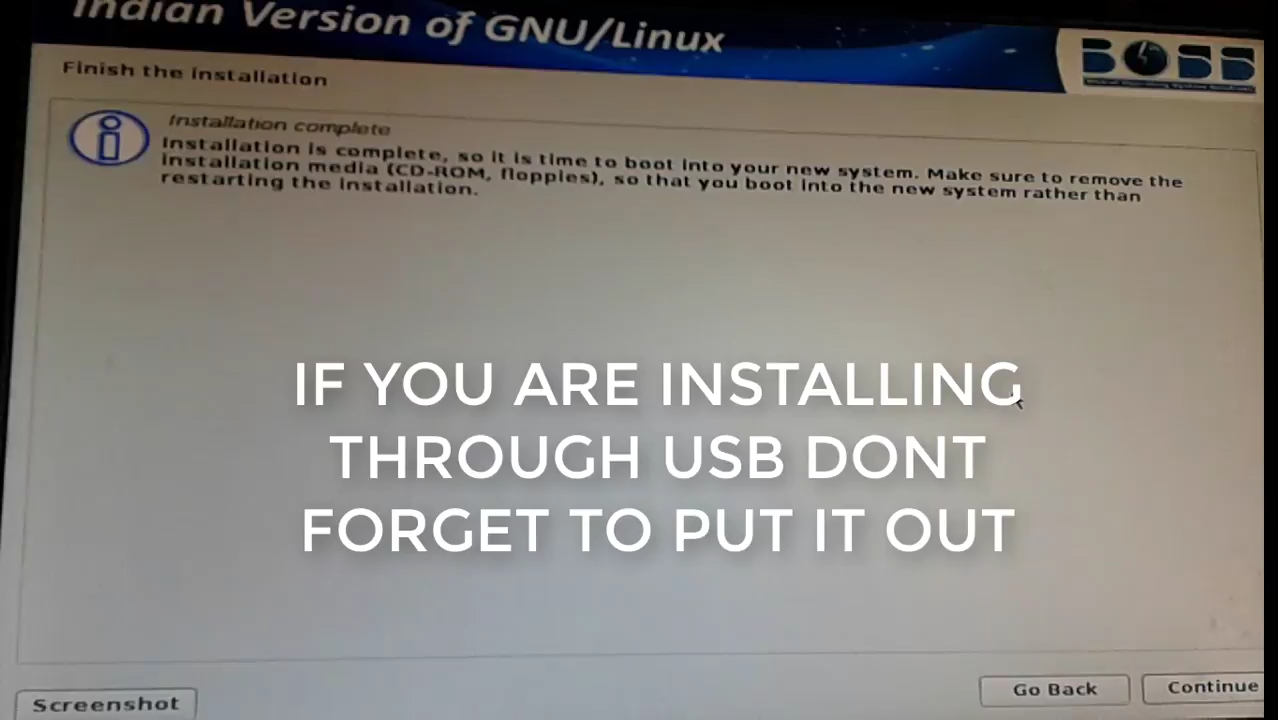 Indian Version of GNU/Linux
BOSS
Finish the installation
Installation complete
Installation is complete, so it is time to boot into your new system. Make sure to remove the
installation media (CD-ROM, floppies), so that you boot into the new system rather than
restarting the installation.
IF YOU ARE INSTALLING
THROUGH USB DONT
FORGET TO PUT IT OUT
Go Back
Continue
Screenshot